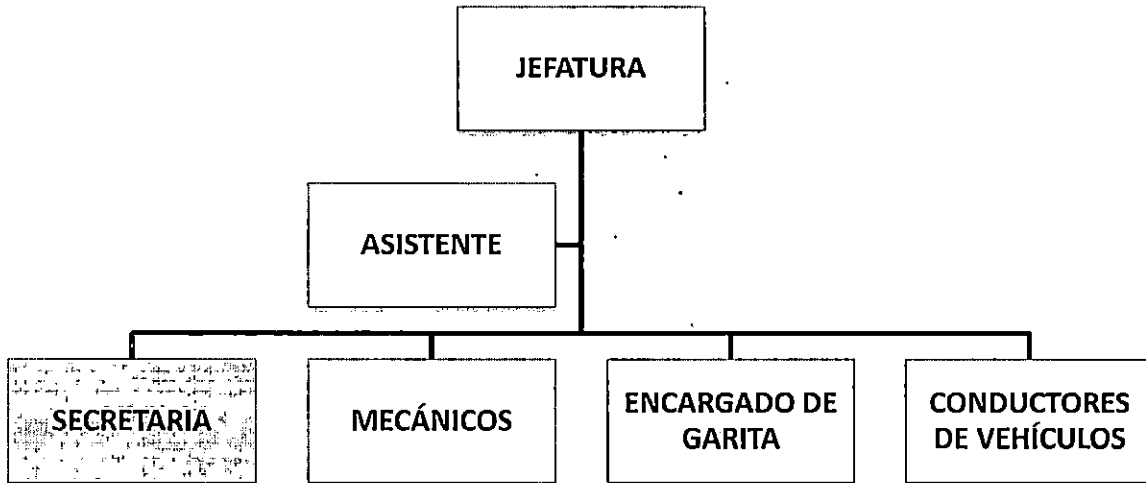 JEFATURA
ASISTENTE
SECRETARIA
MECÁNICOS
ENCARGADO DE
GARITA
CONDUCTORES
DE VEHÍCULOS